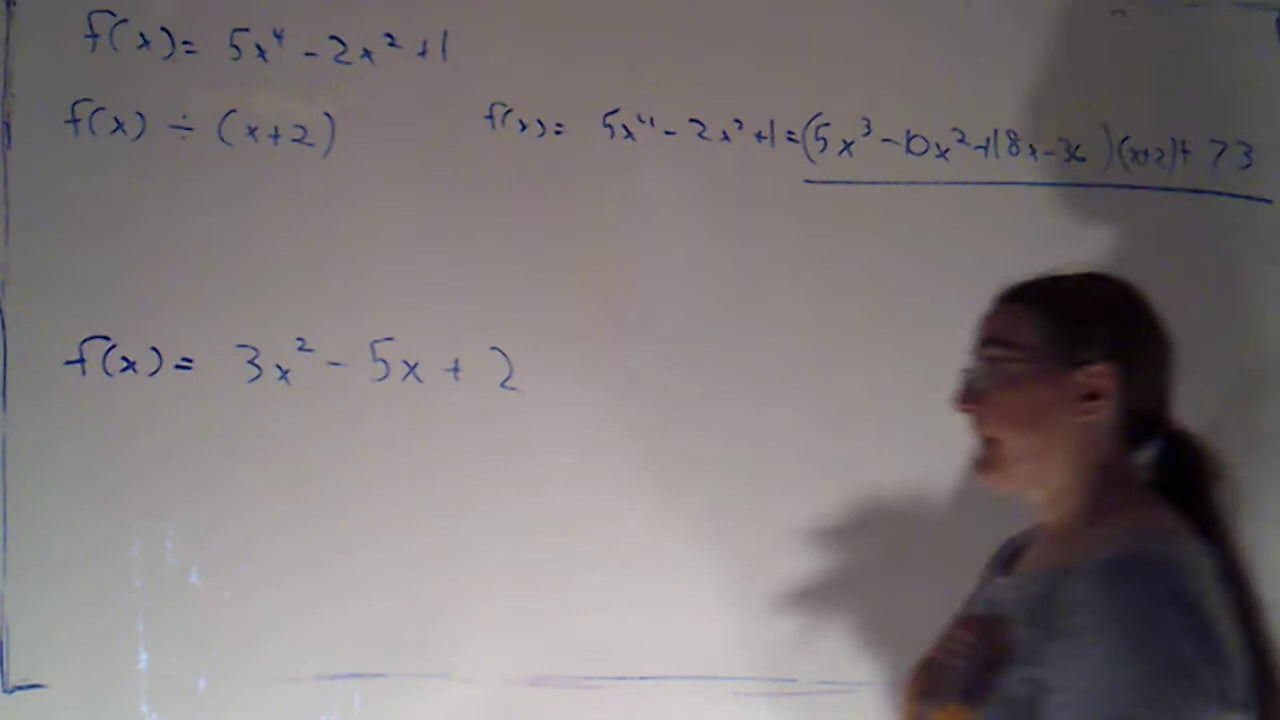 f(x) = 5x⁴ - 2x² + 1
f(x) ÷ (x+2)
f(x) = 5x⁴ - 2x² + 1 = (5x³ - 10x² + 18x - 36)(x+2) + 73
f(x) = 3x² - 5x + 2